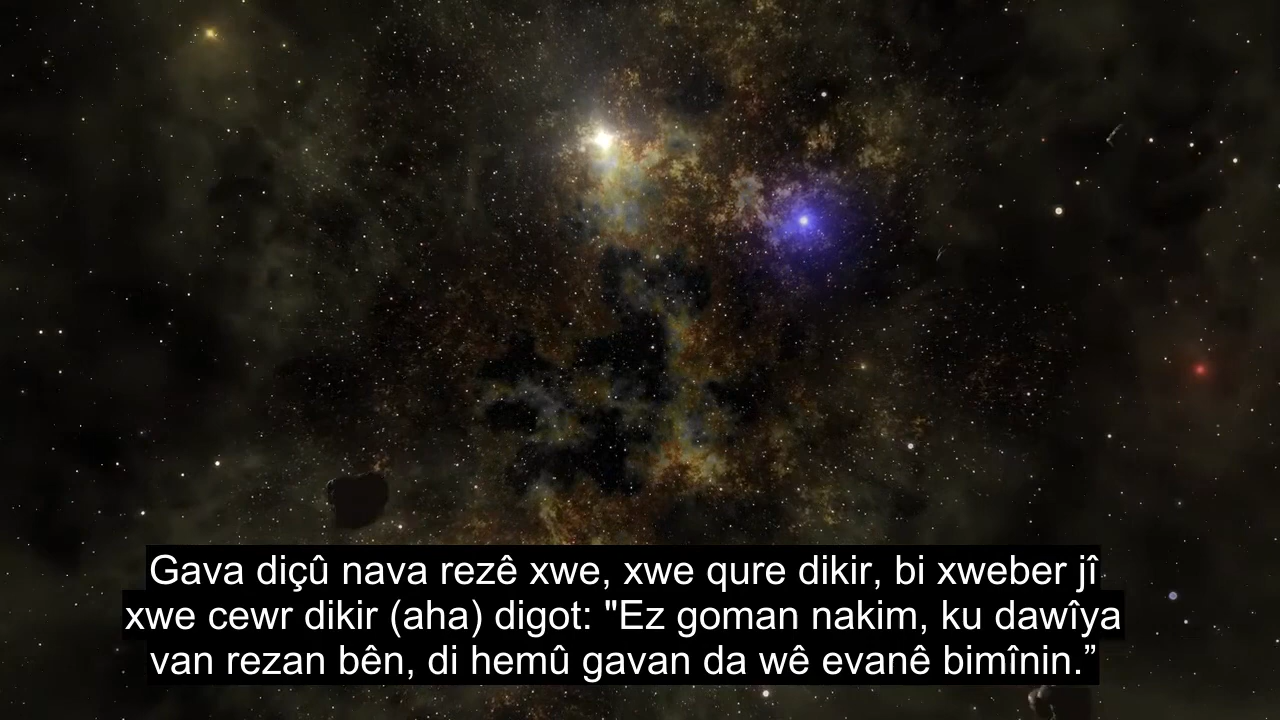 Gava diçû nava rezê xwe, xwe qure dikir, bi xweber jî
xwe cewr dikir (aha) digot: "Ez goman nakim, ku dawîya
van rezan bên, di hemû gavan da wê evanê bimînin.”